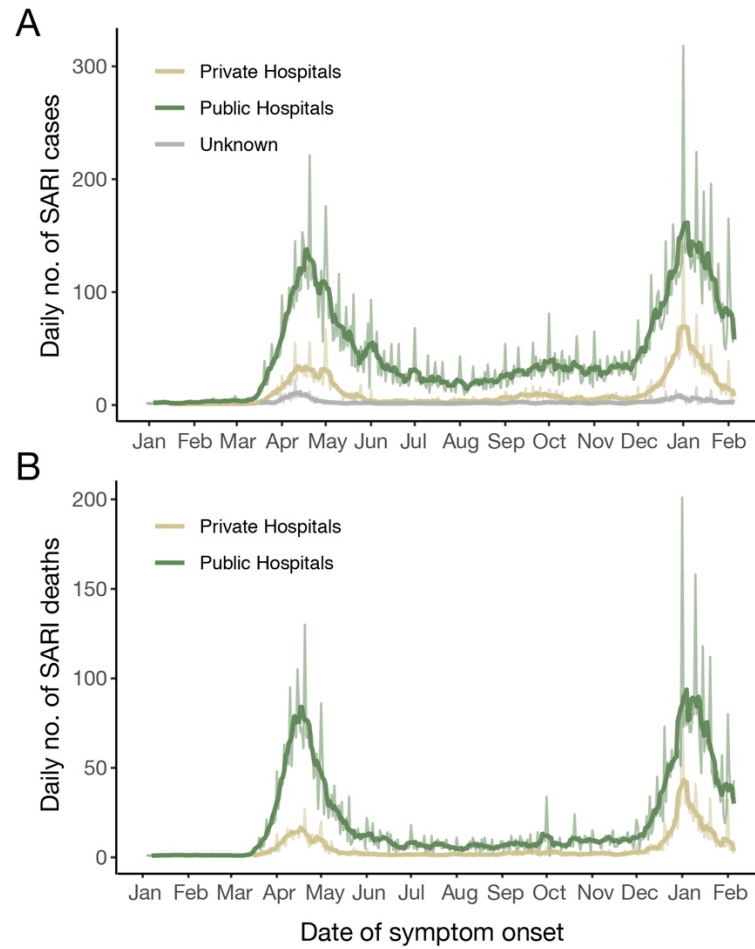 A
Daily no. of SARI cases
300
200
100
0
Private Hospitals
Public Hospitals
Unknown
Jan Feb Mar Apr May Jun Jul Aug Sep Oct Nov Dec Jan Feb
B
Daily no. of SARI deaths
200
150
100
50
0
Private Hospitals
Public Hospitals
Jan Feb Mar Apr May Jun Jul Aug Sep Oct Nov Dec Jan Feb
Date of symptom onset